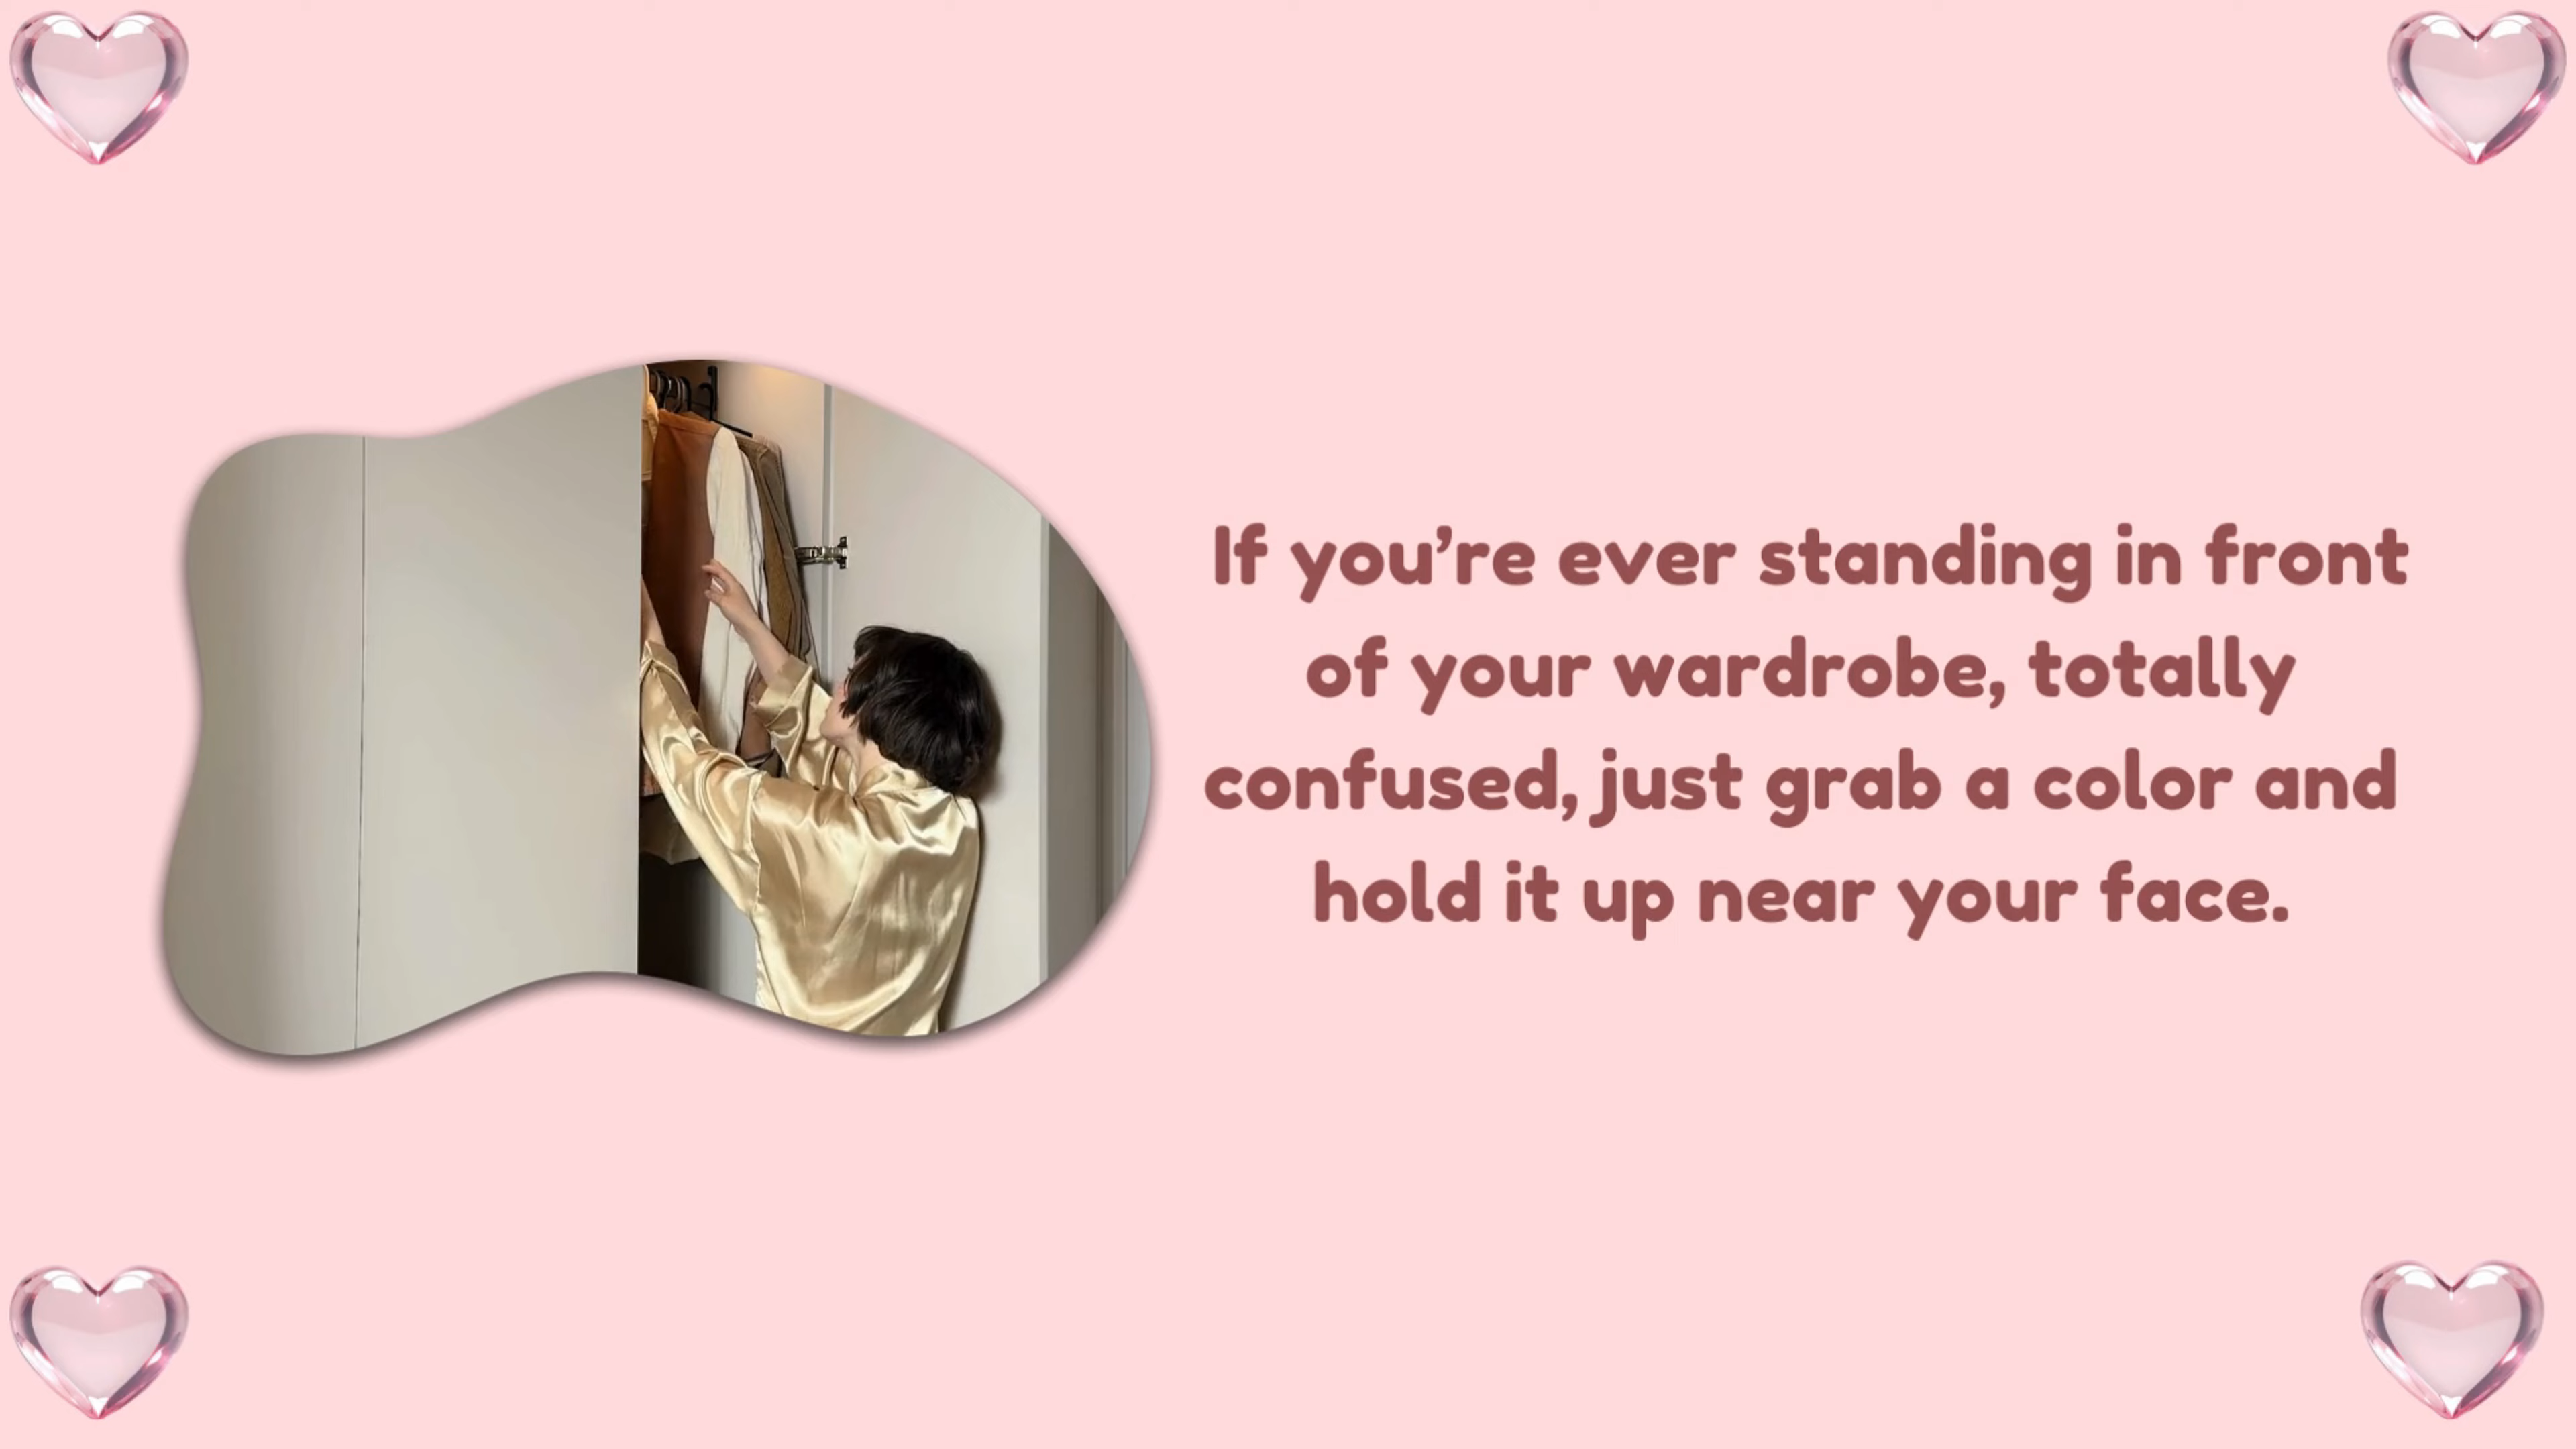 If you’re ever standing in front
of your wardrobe, totally
confused, just grab a color and
hold it up near your face.